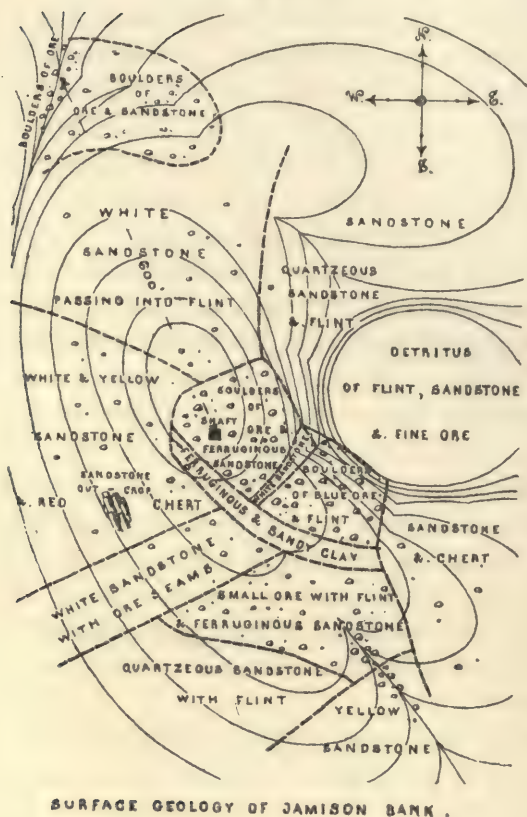 N.
W. E.
S.
BOULDERS OF ORE
BOULDERS
OF
ORE & SANDSTONE
WHITE
SANDSTONE
PASSING INTO FLINT
SANDSTONE
QUARTZEOUS
SANDSTONE
& FLINT
DETRITUS
OF FLINT, SANDSTONE
& FINE ORE
WHITE & YELLOW
SANDSTONE
& RED
CHERT
SANDSTONE
OUT-CROP
BOULDERS
OF
SHAFT
ORE &
FERRUGINOUS
SANDSTONE
WHITE SANDSTONE
BOULDERS
OF BLUE ORE
& FLINT
FERRUGINOUS & SANDY CLAY
SANDSTONE
& CHERT
WHITE SANDSTONE
WITH ORE SEAMS
SMALL ORE WITH FLINT
& FERRUGINOUS SANDSTONE
QUARTZEOUS SANDSTONE
WITH FLINT
YELLOW
SANDSTONE
SURFACE GEOLOGY OF JAMISON BANK.